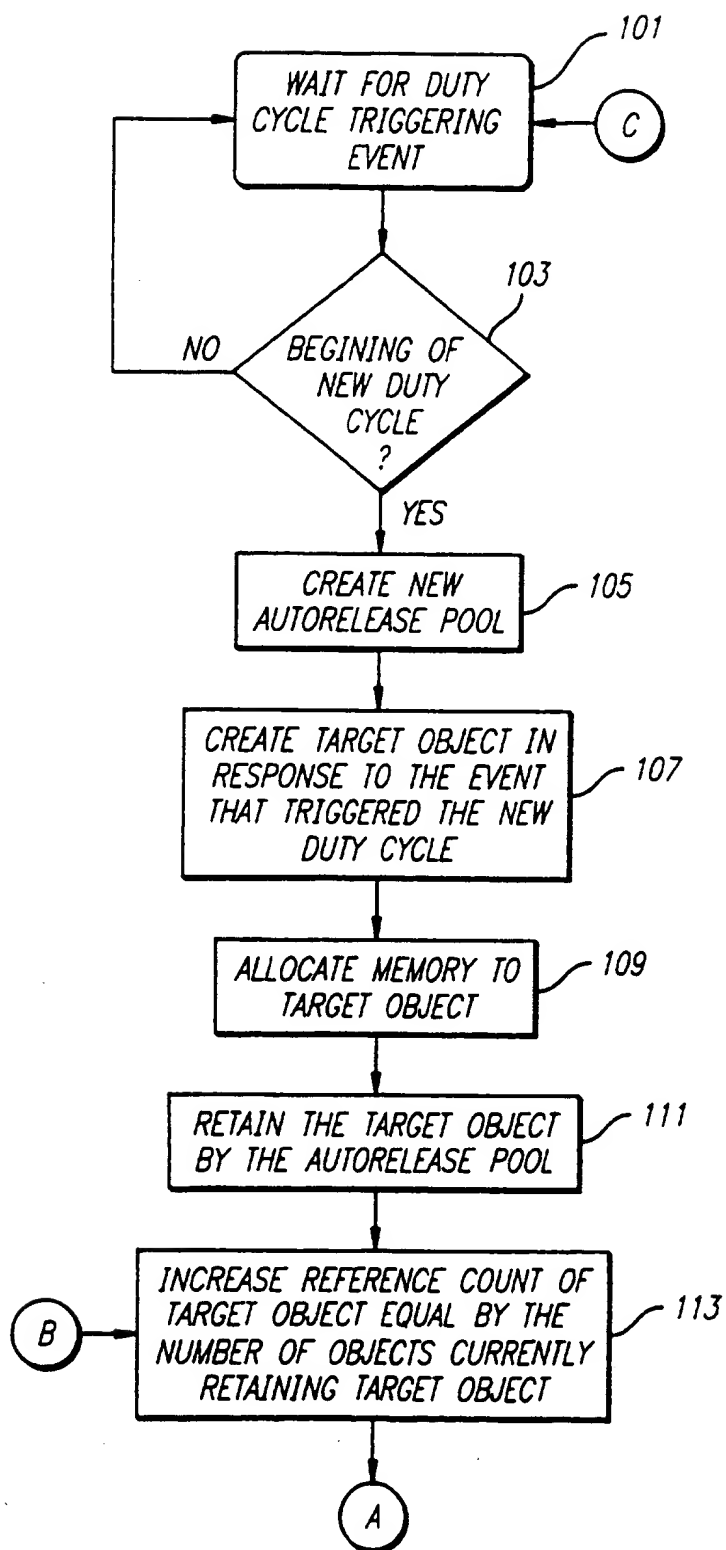 101
WAIT FOR DUTY
CYCLE TRIGGERING
EVENT
C
103
NO
BEGINING OF
NEW DUTY
CYCLE
?
YES
CREATE NEW
AUTORELEASE POOL
105
CREATE TARGET OBJECT IN
RESPONSE TO THE EVENT
THAT TRIGGERED THE NEW
DUTY CYCLE
107
ALLOCATE MEMORY TO
TARGET OBJECT
109
RETAIN THE TARGET OBJECT
BY THE AUTORELEASE POOL
111
B
INCREASE REFERENCE COUNT OF
TARGET OBJECT EQUAL BY THE
NUMBER OF OBJECTS CURRENTLY
RETAINING TARGET OBJECT
113
A